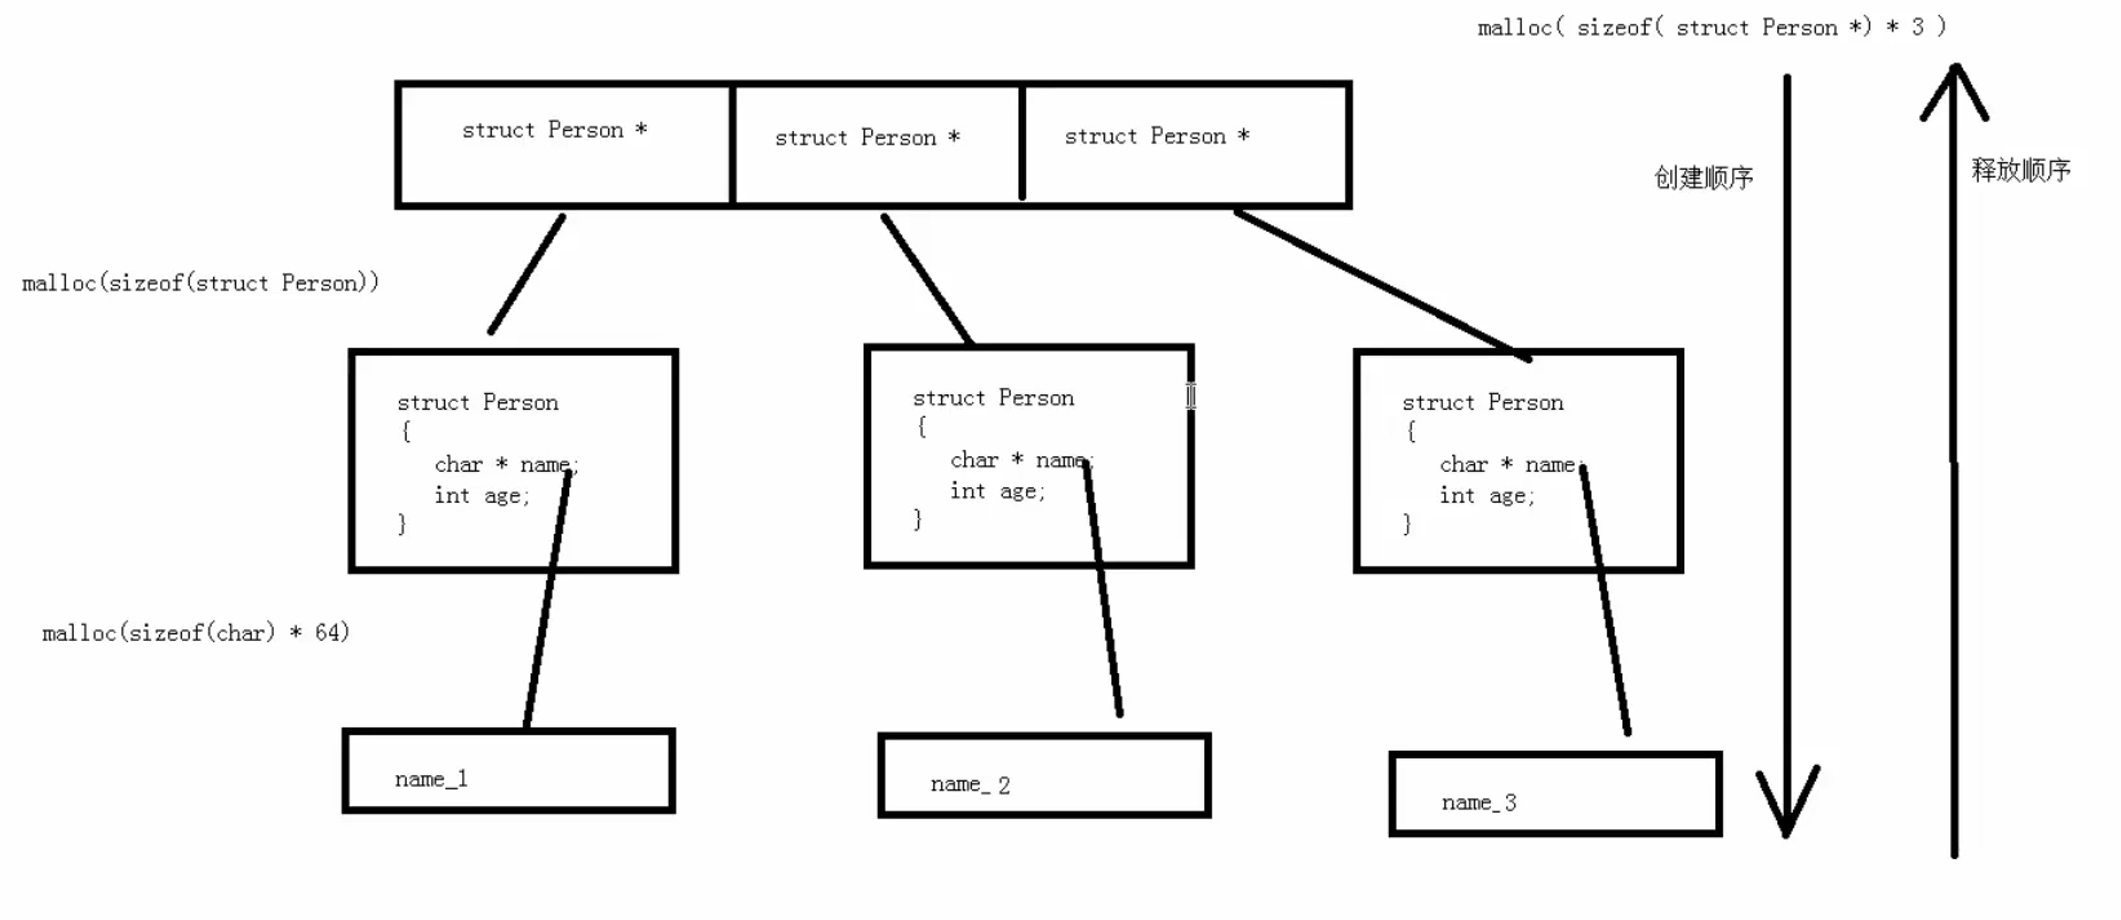 malloc( sizeof( struct Person *) * 3 )
struct Person *
struct Person *
struct Person *
创建顺序
释放顺序
malloc(sizeof(struct Person))
struct Person
{
char * name;
int age;
}
struct Person
{
char * name;
int age;
}
struct Person
{
char * name;
int age;
}
malloc(sizeof(char) * 64)
name_1
name_ 2
name_3